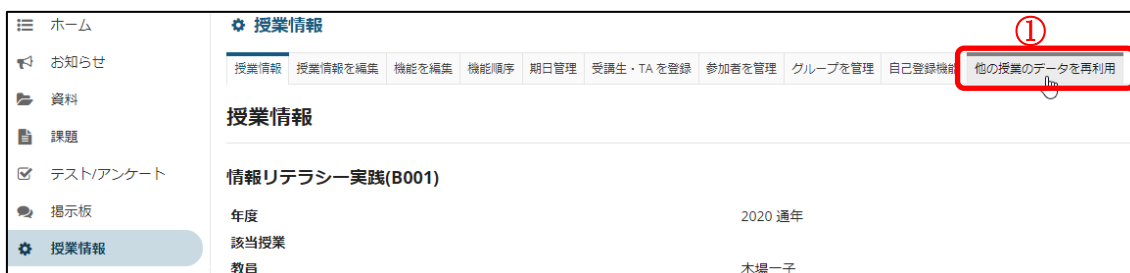 ホーム
お知らせ
資料
課題
テスト/アンケート
掲示板
授業情報
授業情報
①
授業情報 授業情報を編集 機能を編集 機能順序 期日管理 受講生・TAを登録 参加者を管理 グループを管理 自己登録機能 他の授業のデータを再利用
授業情報
情報リテラシー実践(B001)
年度 2020 通年
該当授業
教員 木場一子